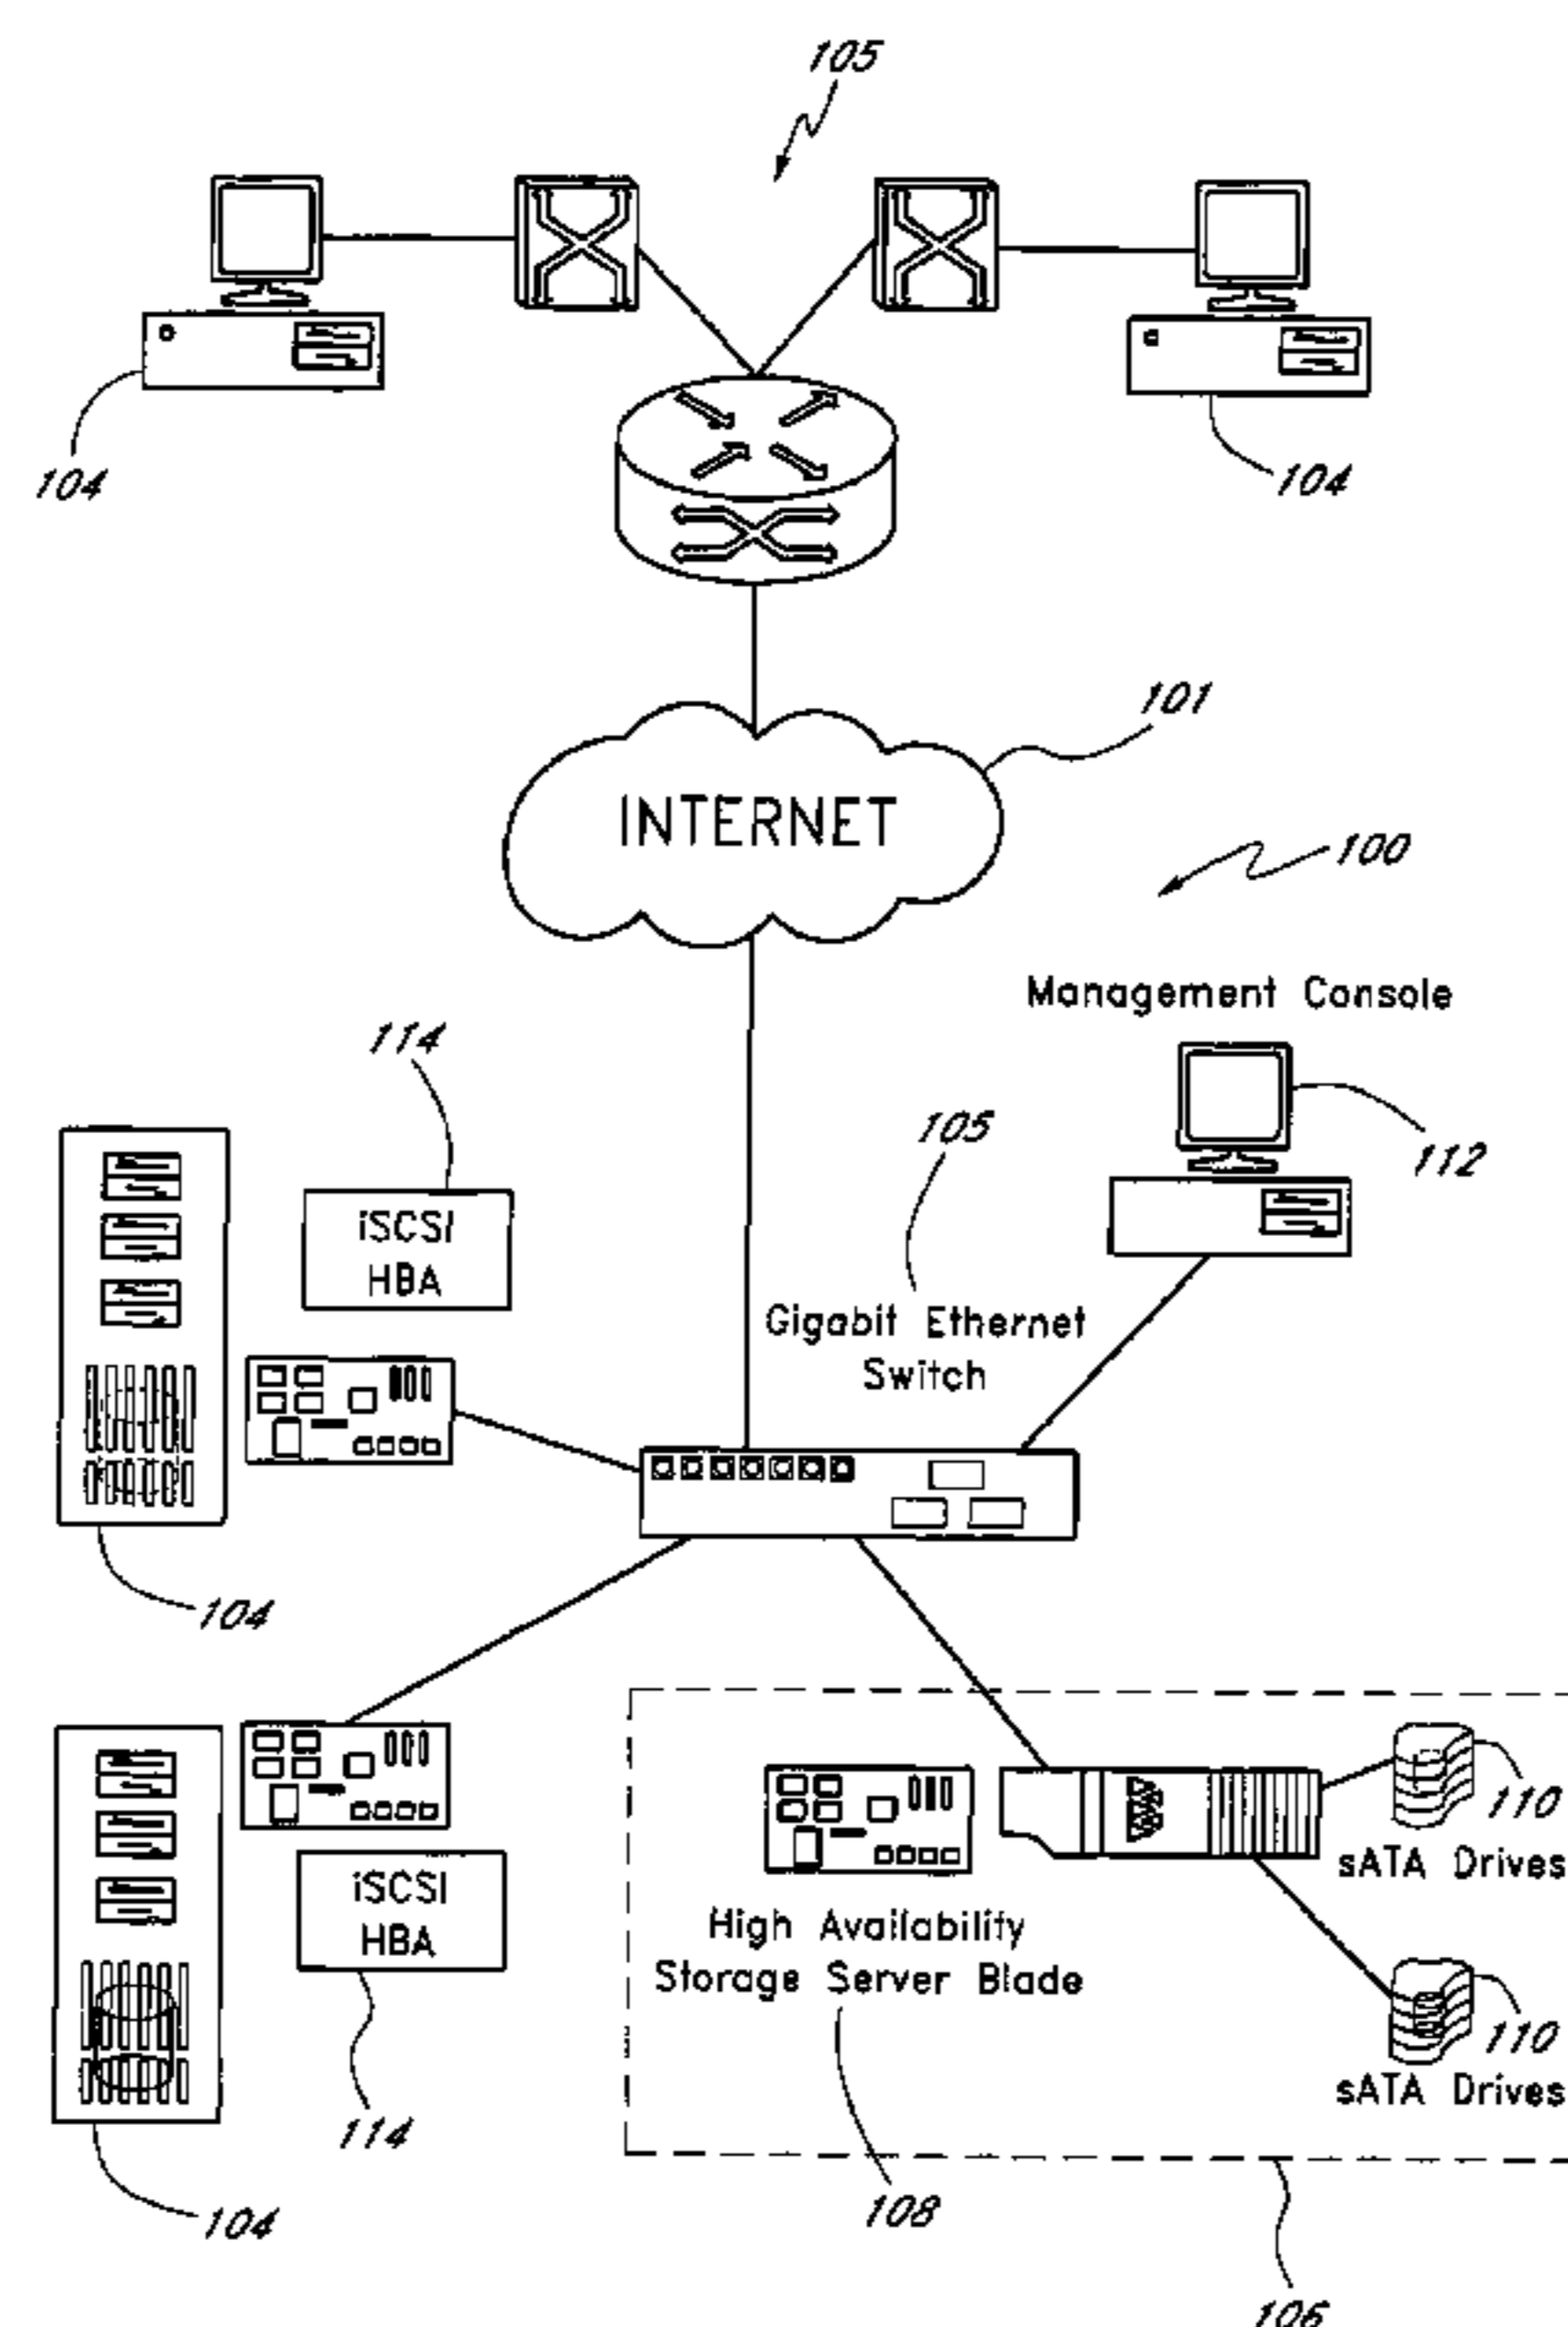 105
104
104
101
INTERNET
100
Management Console
114
105
112
iSCSI
HBA
Gigabit Ethernet
Switch
104
110
sATA Drives
iSCSI
HBA
High Availability
Storage Server Blade
110
sATA Drives
114
108
104
106